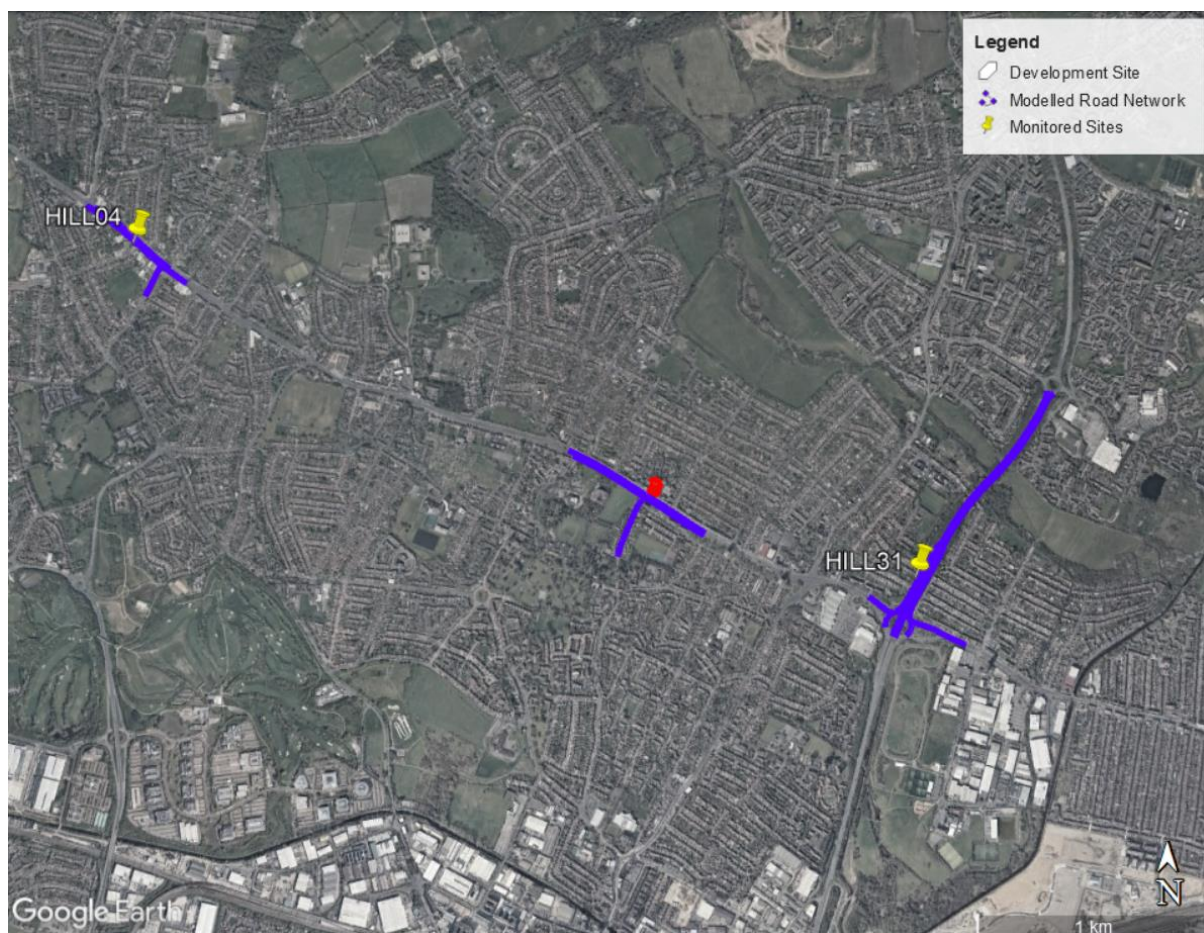 Legend
Development Site
Modelled Road Network
Monitored Sites
HILL04
HILL31
Google Earth
N
1 km